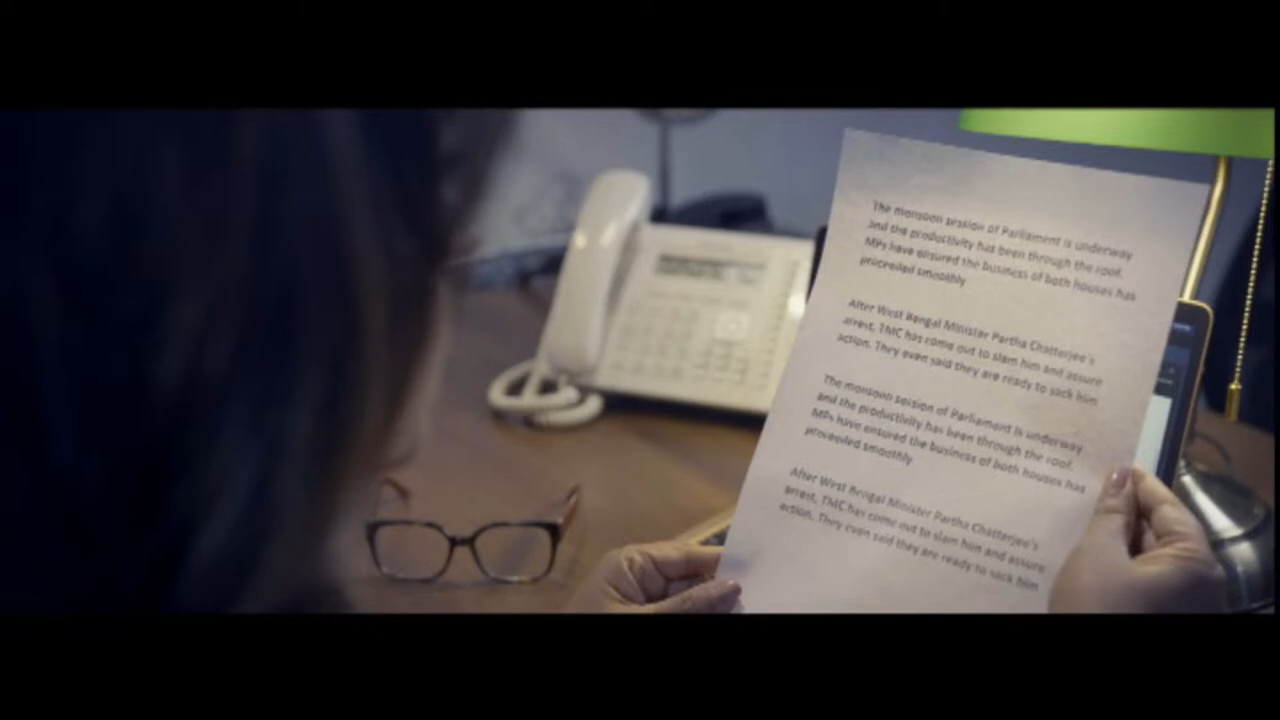 The monsoon session of Parliament is underway
and the productivity has been through the roof.
MPs have ensured the business of both houses has
proceeded smoothly
After West Bengal Minister Partha Chatterjee's
arrest, TMC has come out to slam him and assure
action. They even said they are ready to sack him
The monsoon session of Parliament is underway
and the productivity has been through the roof.
MPs have ensured the business of both houses has
proceeded smoothly
After West Bengal Minister Partha Chatterjee's
arrest, TMC has come out to slam him and assure
action. They even said they are ready to sack him